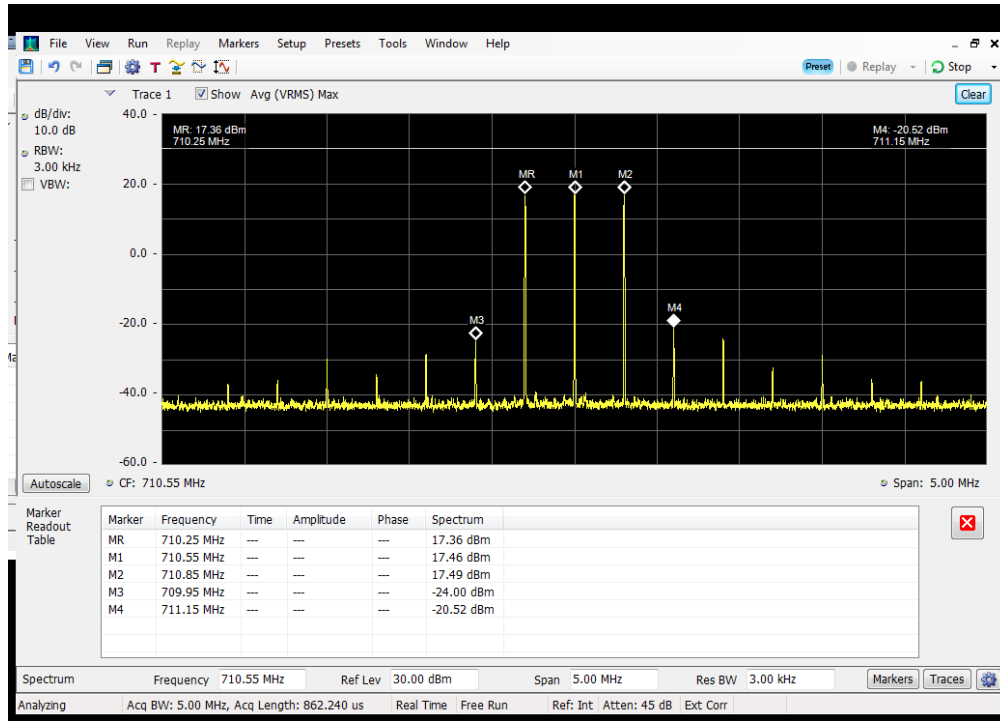 File View Run Replay Markers Setup Presets Tools Window Help
T Preset Replay Stop
Trace 1 Show Avg (VRMS) Max Clear
dB/div:
10.0 dB
RBW:
3.00 kHz
VBW:
40.0
20.0
0.0
-20.0
-40.0
-60.0
MR: 17.36 dBm
710.25 MHz
M4: -20.52 dBm
711.15 MHz
MR M1 M2
M3
M4
Autoscale CF: 710.55 MHz Span: 5.00 MHz
Marker
Readout
Table
Marker Frequency Time Amplitude Phase Spectrum
MR 710.25 MHz --- --- --- 17.36 dBm
M1 710.55 MHz --- --- --- 17.46 dBm
M2 710.85 MHz --- --- --- 17.49 dBm
M3 709.95 MHz --- --- --- -24.00 dBm
M4 711.15 MHz --- --- --- -20.52 dBm
Spectrum Frequency 710.55 MHz Ref Lev 30.00 dBm Span 5.00 MHz Res BW 3.00 kHz Markers Traces
Analyzing Acq BW: 5.00 MHz, Acq Length: 862.240 us Real Time Free Run Ref: Int Atten: 45 dB Ext Corr